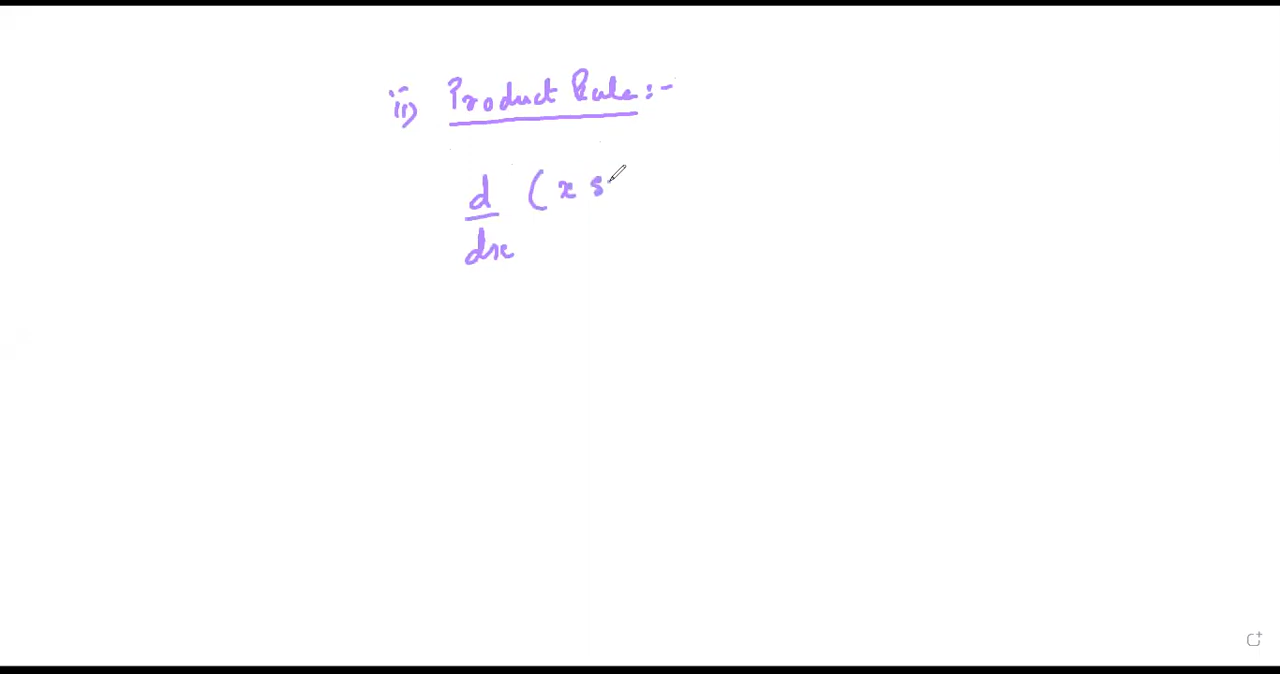 ii) Product Rule :-
d/dx (x s